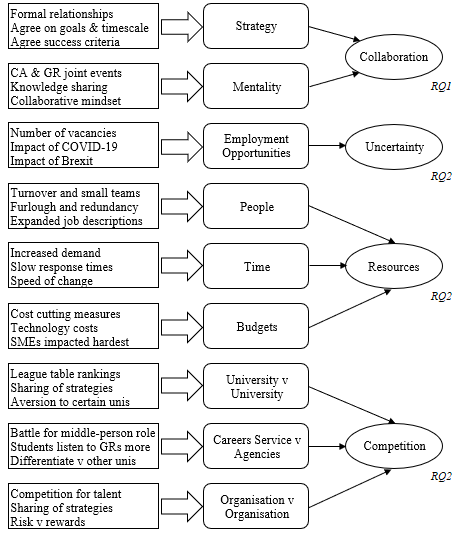 Formal relationships
Agree on goals & timescale
Agree success criteria
Strategy
Collaboration
RQ1
CA & GR joint events
Knowledge sharing
Collaborative mindset
Mentality
Number of vacancies
Impact of COVID-19
Impact of Brexit
Employment
Opportunities
Uncertainty
RQ2
Turnover and small teams
Furlough and redundancy
Expanded job descriptions
People
Increased demand
Slow response times
Speed of change
Time
Resources
RQ2
Cost cutting measures
Technology costs
SMEs impacted hardest
Budgets
League table rankings
Sharing of strategies
Aversion to certain unis
University v
University
Battle for middle-person role
Students listen to GRs more
Differentiate v other unis
Careers Service v
Agencies
Competition
RQ2
Competition for talent
Sharing of strategies
Risk v rewards
Organisation v
Organisation